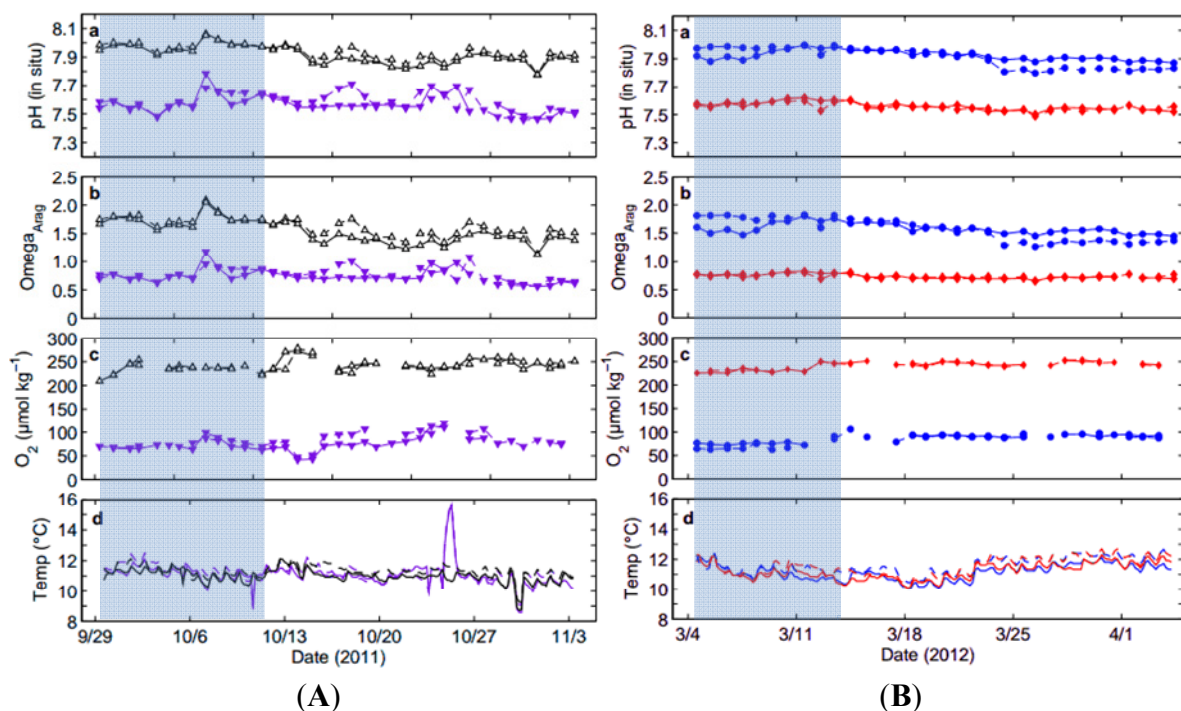 a
pH (in situ)
8.1
7.9
7.7
7.5
7.3
b
Omega_Arag
2.5
2.0
1.5
1.0
0.5
0
c
O₂ (µmol kg⁻¹)
300
250
200
150
100
50
0
d
Temp (°C)
16
14
12
10
8
9/29 10/6 10/13 10/20 10/27 11/3
Date (2011)
(A)
a
pH (in situ)
8.1
7.9
7.7
7.5
7.3
b
Omega_Arag
2.5
2.0
1.5
1.0
0.5
0
c
O₂ (µmol kg⁻¹)
300
250
200
150
100
50
0
d
Temp (°C)
16
14
12
10
8
3/4 3/11 3/18 3/25 4/1
Date (2012)
(B)